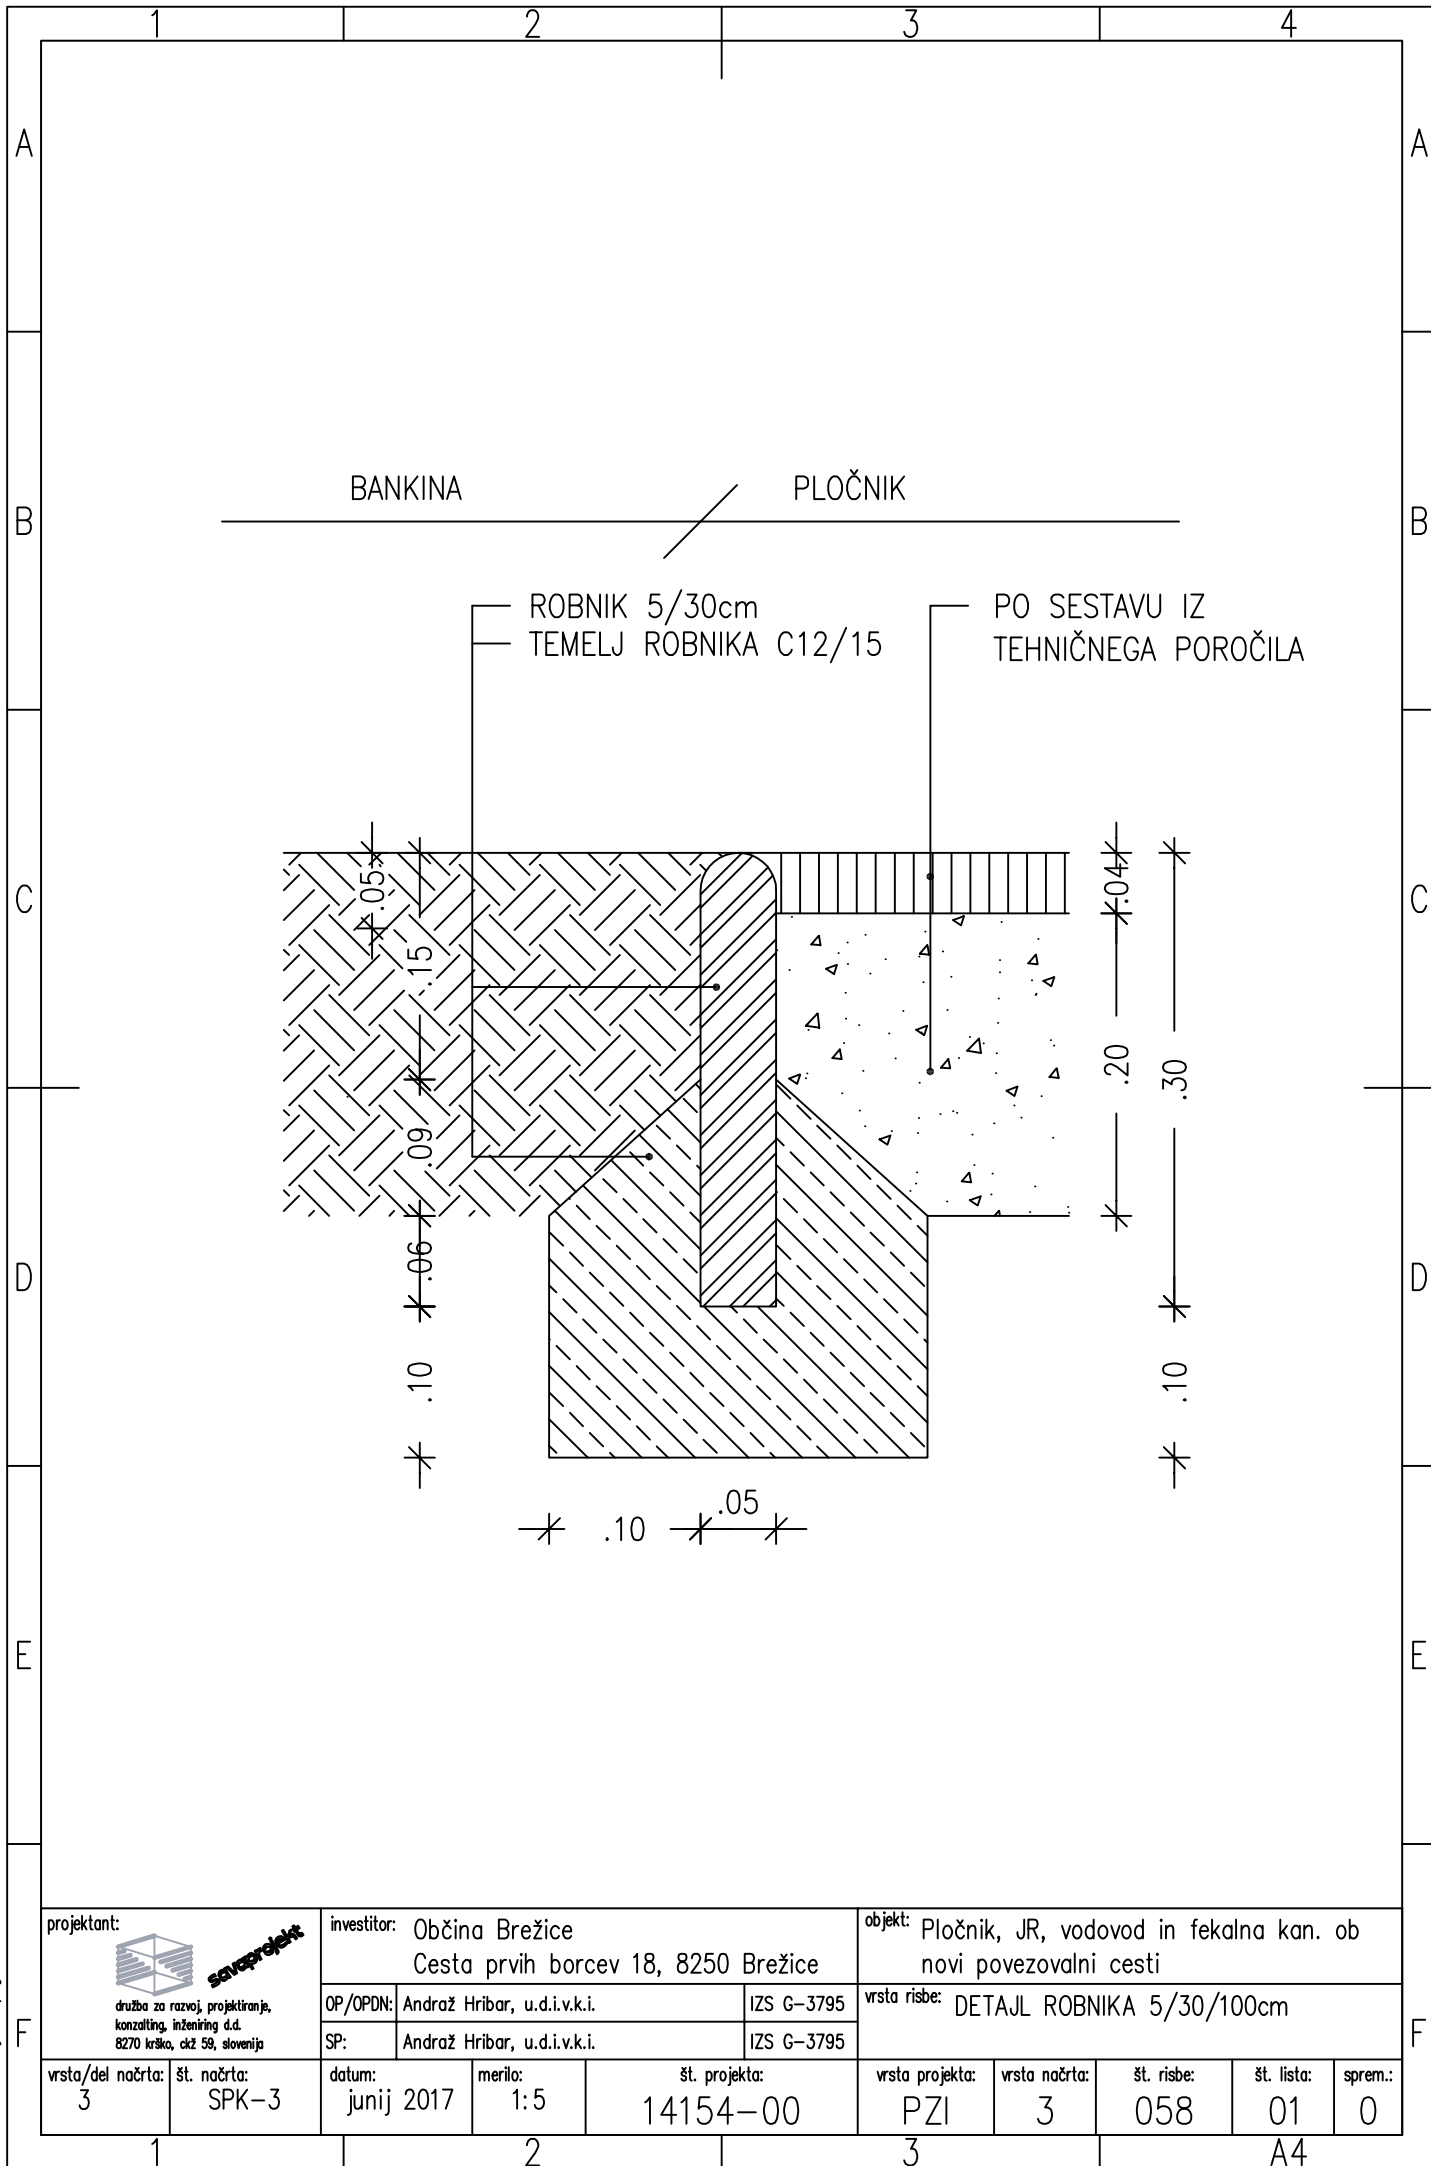 1 2 3 4
A A
B B
C C
D D
E E
F F
BANKINA PLOČNIK
ROBNIK 5/30cm
TEMELJ ROBNIKA C12/15
PO SESTAVU IZ
TEHNIČNEGA POROČILA
.05
.15
.09
.06
.10
.04
.20
.30
.10
.10
.05
projektant:
savaprojekt
družba za razvoj, projektiranje,
konzalting, inženiring d.d.
8270 krško, ckž 59, slovenija
investitor: Občina Brežice
Cesta prvih borcev 18, 8250 Brežice
OP/OPDN: Andraž Hribar, u.d.i.v.k.i. IZS G-3795
SP: Andraž Hribar, u.d.i.v.k.i. IZS G-3795
objekt: Pločnik, JR, vodovod in fekalna kan. ob
novi povezovalni cesti
vrsta risbe: DETAJL ROBNIKA 5/30/100cm
vrsta/del načrta: 3
št. načrta: SPK-3
datum: junij 2017
merilo: 1:5
št. projekta: 14154-00
vrsta projekta: PZI
vrsta načrta: 3
št. risbe: 058
št. lista: 01
sprem.: 0
1 2 3 A4